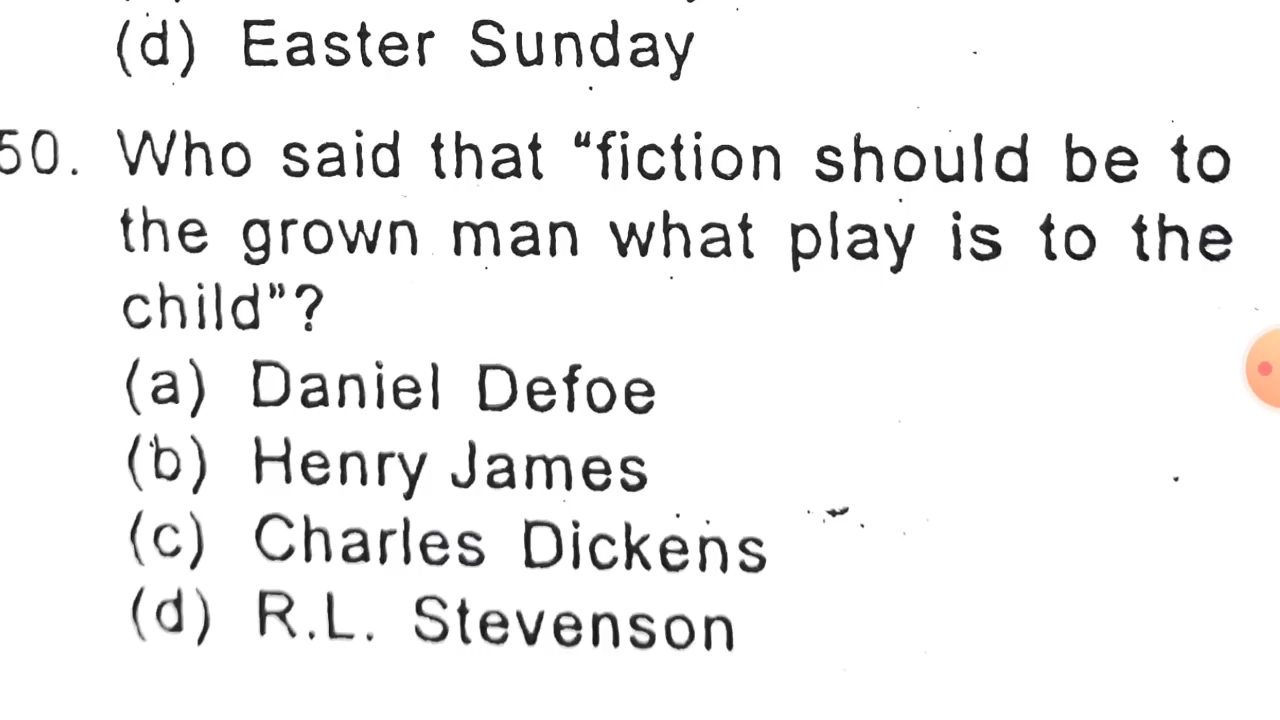 (d) Easter Sunday
50. Who said that “fiction should be to
the grown man what play is to the
child”?
(a) Daniel Defoe
(b) Henry James
(c) Charles Dickens
(d) R.L. Stevenson